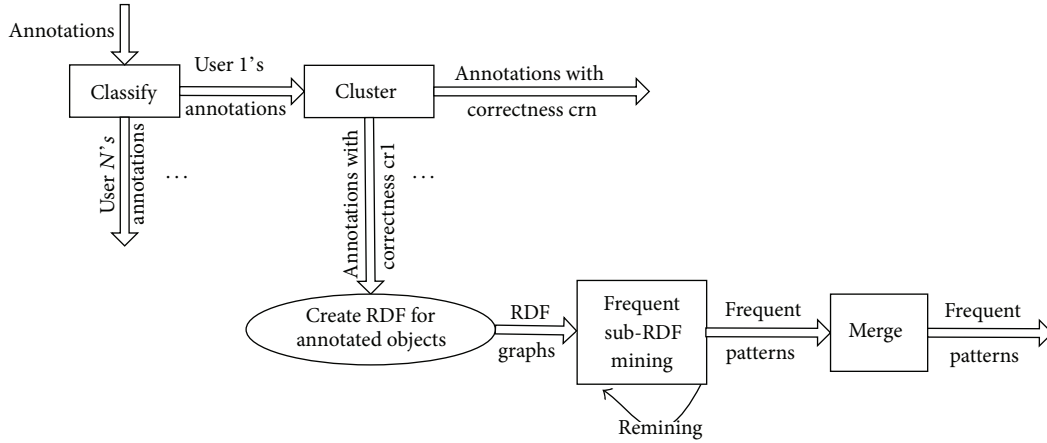 Annotations
Classify
User 1's
annotations
Cluster
Annotations with
correctness crn
User N's
annotations
...
Annotations with
correctness cr1
...
Create RDF for
annotated objects
RDF
graphs
Frequent
sub-RDF
mining
Remining
Frequent
patterns
Merge
Frequent
patterns